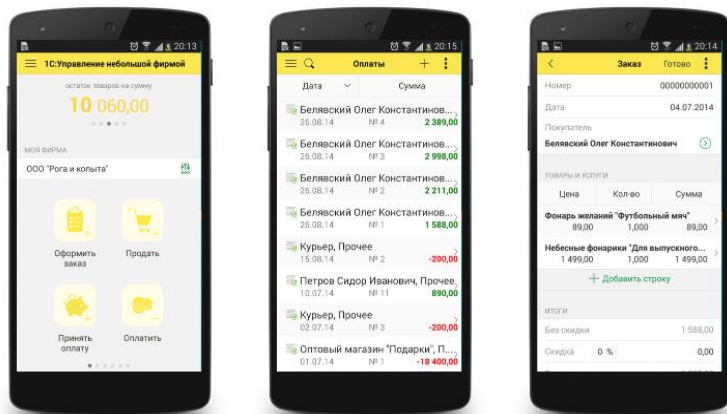 20:13
1С:Управление небольшой фирмой
остаток товаров на сумму
10 060,00
МОЯ ФИРМА
ООО "Рога и копыта"
Оформить заказ
Продать
Принять оплату
Оплатить
20:15
Оплаты
Дата Сумма
Белявский Олег Константинов...
26.08.14 № 4 2 389,00
Белявский Олег Константинов...
26.08.14 № 3 2 998,00
Белявский Олег Константинов...
26.08.14 № 2 2 211,00
Белявский Олег Константинов...
26.08.14 № 1 1 588,00
Курьер, Прочее
15.08.14 № 2 -200,00
Петров Сидор Иванович, Прочее
10.07.14 № 11 890,00
Курьер, Прочее
02.07.14 № 3 -200,00
Оптовый магазин "Подарки", П...
01.07.14 № 1 -18 400,00
20:14
Заказ Готово
Номер 00000000001
Дата 04.07.2014
Покупатель
Белявский Олег Константинович
ТОВАРЫ И УСЛУГИ
Цена Кол-во Сумма
Фонарь желаний "Футбольный мяч"
89,00 1,000 89,00
Небесные фонарики "Для выпускного...
1 499,00 1,000 1 499,00
+ Добавить строку
ИТОГИ
Без скидки 1 588,00
Скидка 0 % 0,00